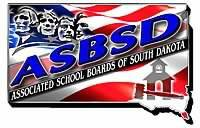 ASBSD
ASSOCIATED SCHOOL BOARDS OF SOUTH DAKOTA